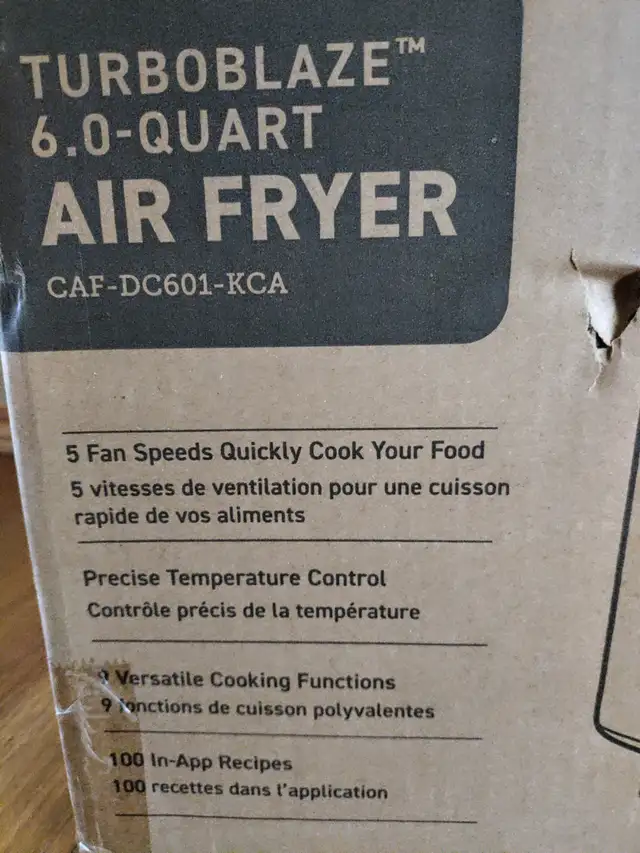 TURBOBLAZE™
6.0-QUART
AIR FRYER
CAF-DC601-KCA
5 Fan Speeds Quickly Cook Your Food
5 vitesses de ventilation pour une cuisson
rapide de vos aliments
Precise Temperature Control
Contrôle précis de la température
9 Versatile Cooking Functions
9 fonctions de cuisson polyvalentes
100 In-App Recipes
100 recettes dans l'application